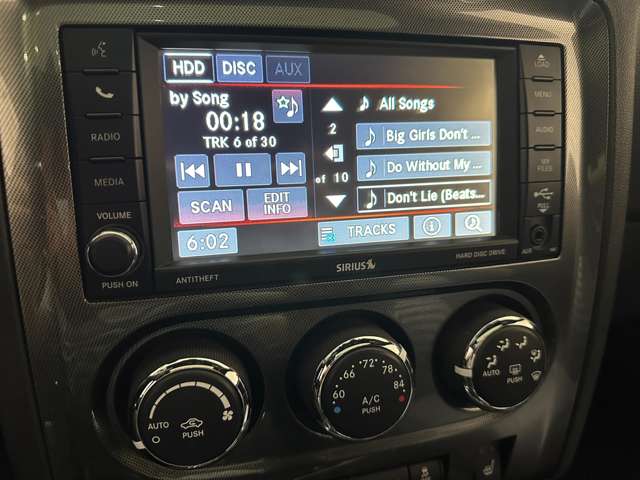 HDD DISC AUX
by Song
00:18
TRK 6 of 30
SCAN
EDIT INFO
6:02
All Songs
2
of 10
Big Girls Don't ...
Do Without My ...
Don't Lie (Beats...
TRACKS
RADIO
MEDIA
VOLUME
PUSH ON
ANTITHEFT
SIRIUS
HARD DISC DRIVE
LOAD
MENU
AUDIO
MY FILES
PULL
AUX
AUTO
PUSH
60 66 72° 78 84
A/C
PUSH
AUTO
PUSH